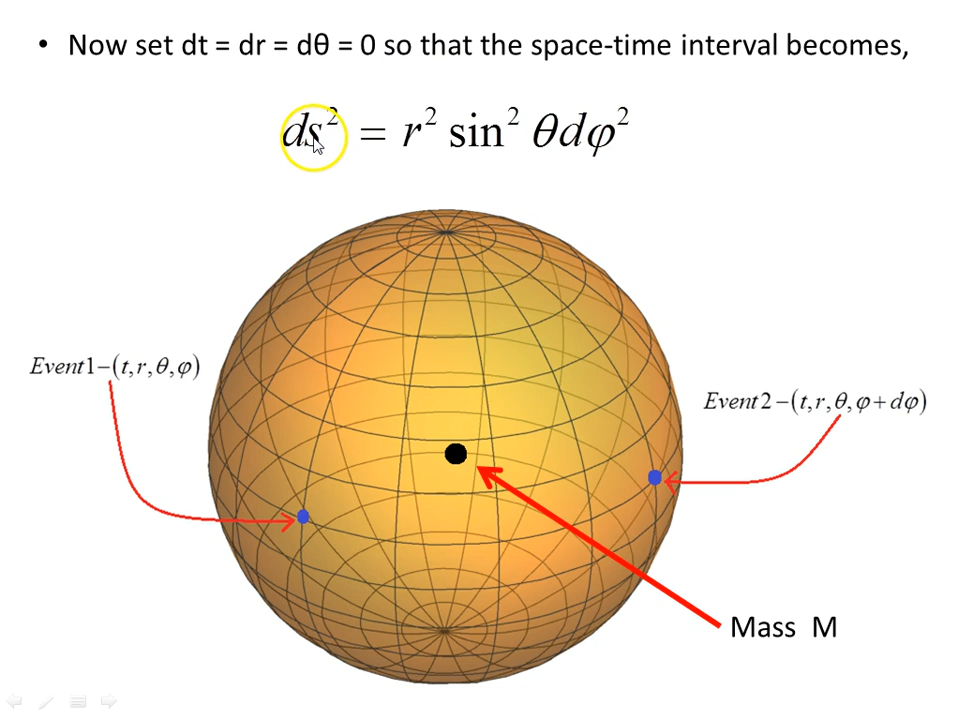 • Now set dt = dr = dθ = 0 so that the space-time interval becomes,
ds² = r² sin² θdφ²
Event1−(t,r,θ,φ)
Event2−(t,r,θ,φ+dφ)
Mass M